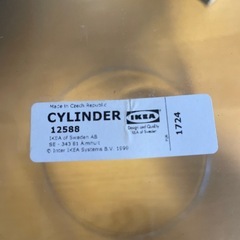 Made in Czech Republic
CYLINDER
12588
IKEA of Sweden AB
SE - 343 81 Älmhult
© Inter IKEA Systems B.V. 1998
IKEA
Design and Quality
IKEA of Sweden
1724